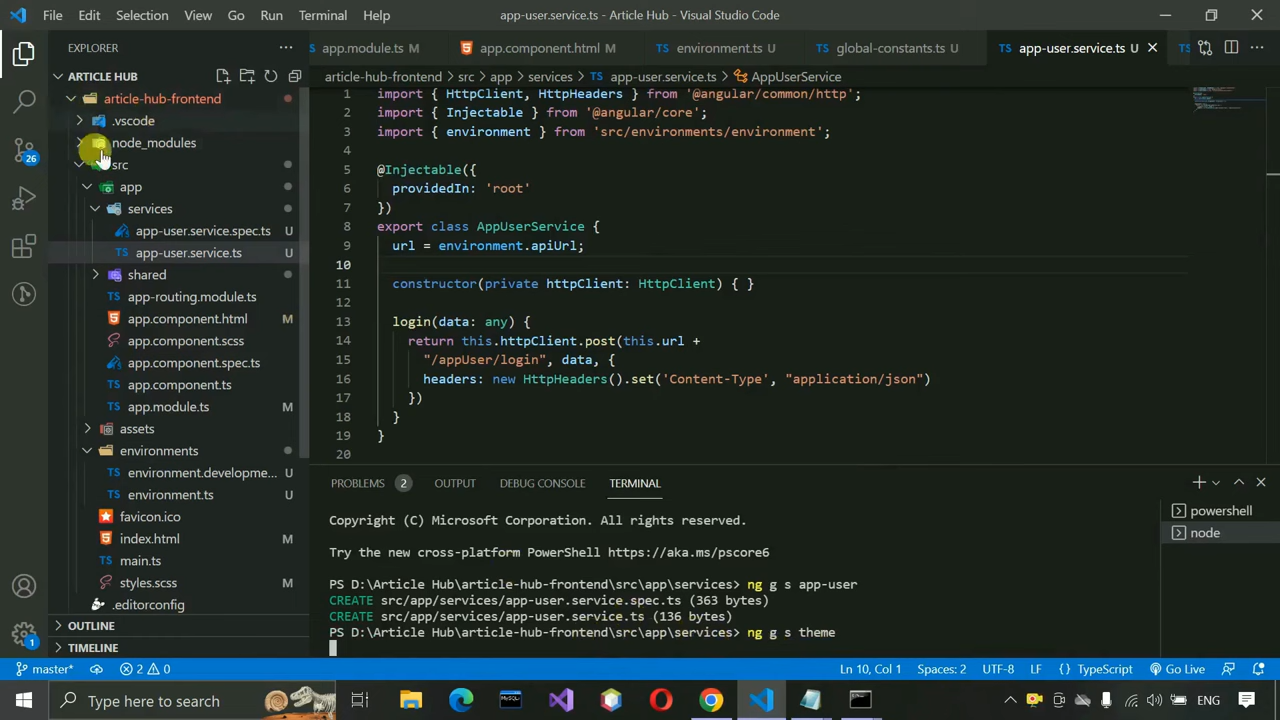 File Edit Selection View Go Run Terminal Help app-user.service.ts - Article Hub - Visual Studio Code
EXPLORER
app.module.ts M app.component.html M environment.ts U global-constants.ts U app-user.service.ts U TS
ARTICLE HUB
article-hub-frontend > src > app > services > TS app-user.service.ts > AppUserService
article-hub-frontend
.vscode
node_modules
src
app
services
app-user.service.spec.ts U
TS app-user.service.ts U
shared
TS app-routing.module.ts
app.component.html M
app.component.scss
app.component.spec.ts
TS app.component.ts
TS app.module.ts M
assets
environments
TS environment.developme... U
TS environment.ts U
favicon.ico
index.html M
TS main.ts
styles.scss M
.editorconfig
OUTLINE
TIMELINE
26
1
1 import { HttpClient, HttpHeaders } from '@angular/common/http';
2 import { Injectable } from '@angular/core';
3 import { environment } from 'src/environments/environment';
4
5 @Injectable({
6 providedIn: 'root'
7 })
8 export class AppUserService {
9 url = environment.apiUrl;
10
11 constructor(private httpClient: HttpClient) { }
12
13 login(data: any) {
14 return this.httpClient.post(this.url +
15 "/appUser/login", data, {
16 headers: new HttpHeaders().set('Content-Type', "application/json")
17 })
18 }
19 }
20
PROBLEMS 2 OUTPUT DEBUG CONSOLE TERMINAL
powershell
node
Copyright (C) Microsoft Corporation. All rights reserved.
Try the new cross-platform PowerShell https://aka.ms/pscore6
PS D:\Article Hub\article-hub-frontend\src\app\services> ng g s app-user
CREATE src/app/services/app-user.service.spec.ts (363 bytes)
CREATE src/app/services/app-user.service.ts (136 bytes)
PS D:\Article Hub\article-hub-frontend\src\app\services> ng g s theme
master* 2 0 Ln 10, Col 1 Spaces: 2 UTF-8 LF { } TypeScript Go Live
Type here to search ENG